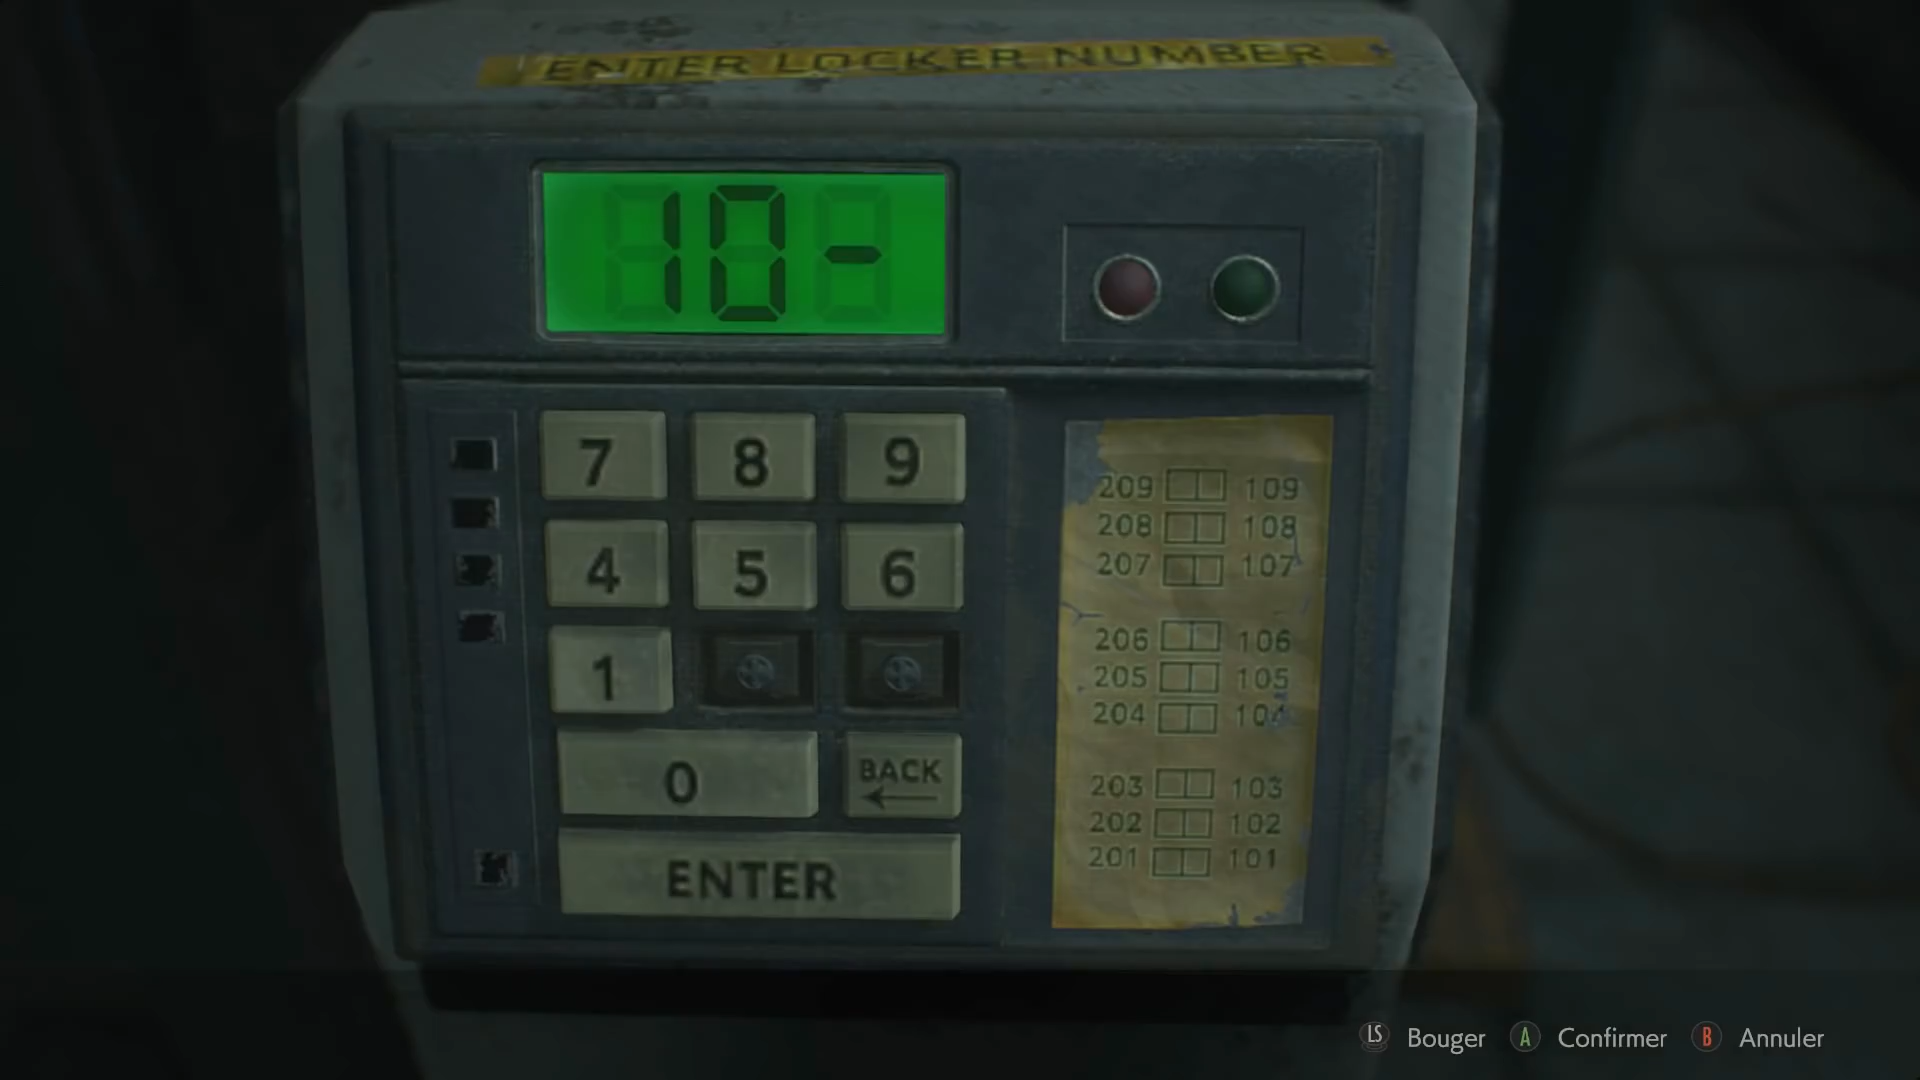 ENTER LOCKER NUMBER
10-
7 8 9
4 5 6
1
0 BACK
ENTER
209 109
208 108
207 107
206 106
205 105
204 104
203 103
202 102
201 101
LS Bouger A Confirmer B Annuler